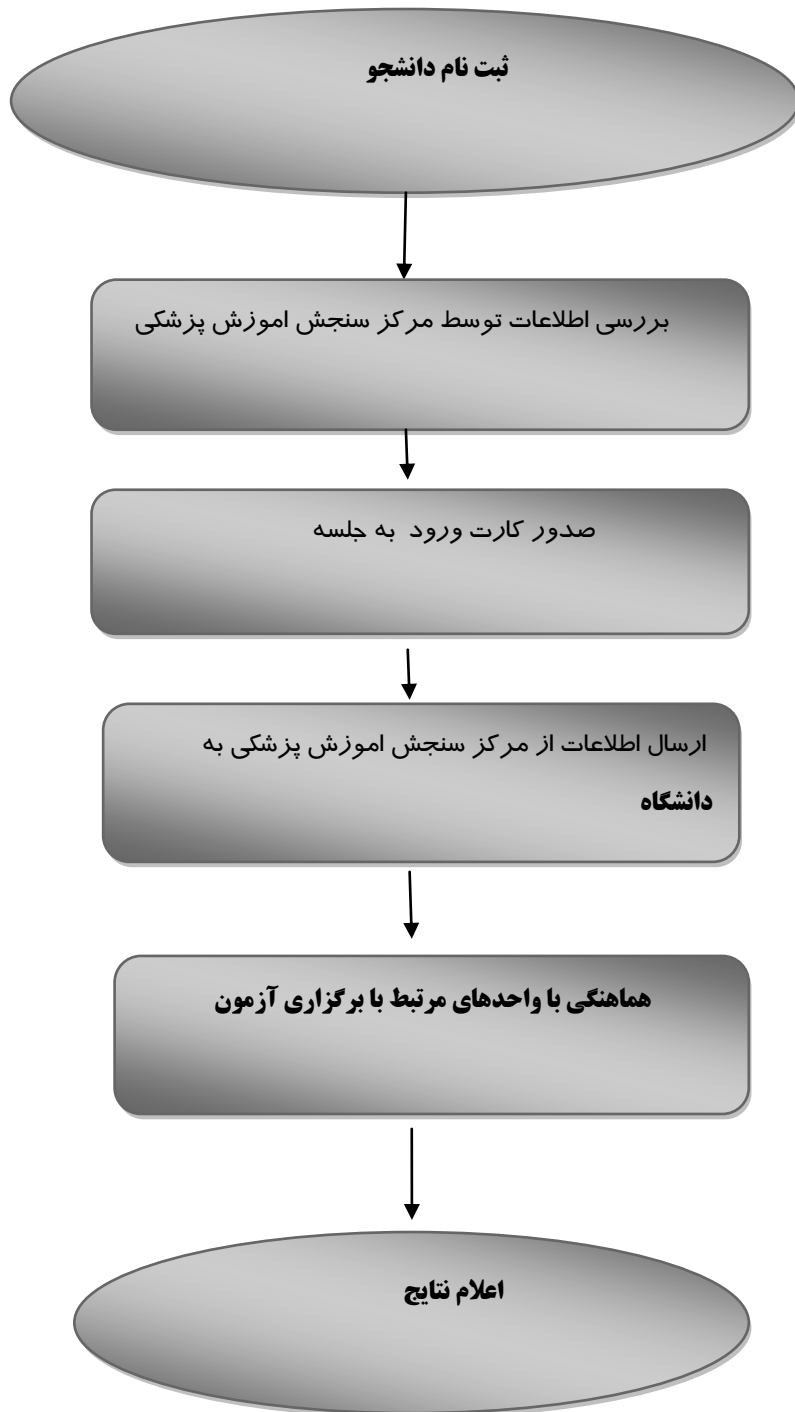 ثبت نام دانشجو
بررسی اطلاعات توسط مرکز سنجش اموزش پزشکی
صدور کارت ورود به جلسه
ارسال اطلاعات از مرکز سنجش اموزش پزشکی به
دانشگاه
هماهنگی با واحدهای مرتبط با برگزاری آزمون
اعلام نتایج